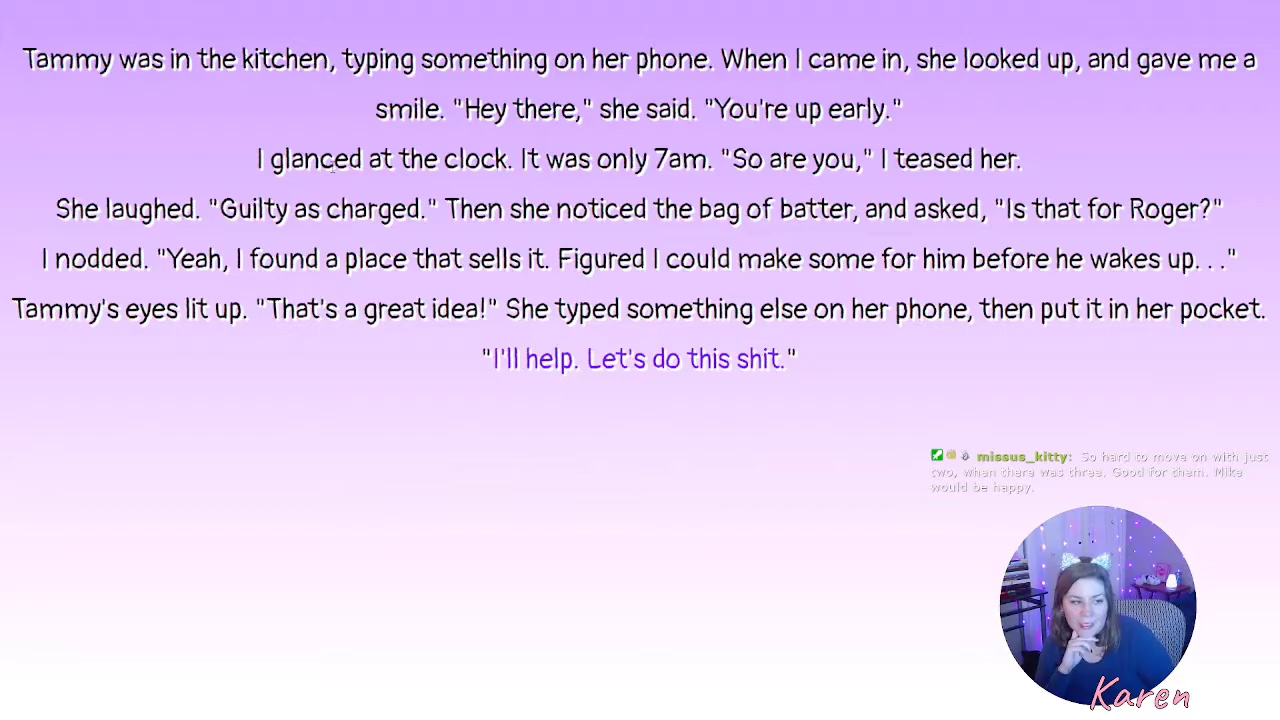 Tammy was in the kitchen, typing something on her phone. When I came in, she looked up, and gave me a
smile. "Hey there," she said. "You're up early."
I glanced at the clock. It was only 7am. "So are you," I teased her.
She laughed. "Guilty as charged." Then she noticed the bag of batter, and asked, "Is that for Roger?"
I nodded. "Yeah, I found a place that sells it. Figured I could make some for him before he wakes up. . ."
Tammy's eyes lit up. "That's a great idea!" She typed something else on her phone, then put it in her pocket.
"I'll help. Let's do this shit."
missus_kitty: So hard to move on with just
two, when there was three. Good for them. Mike
would be happy.
Karen